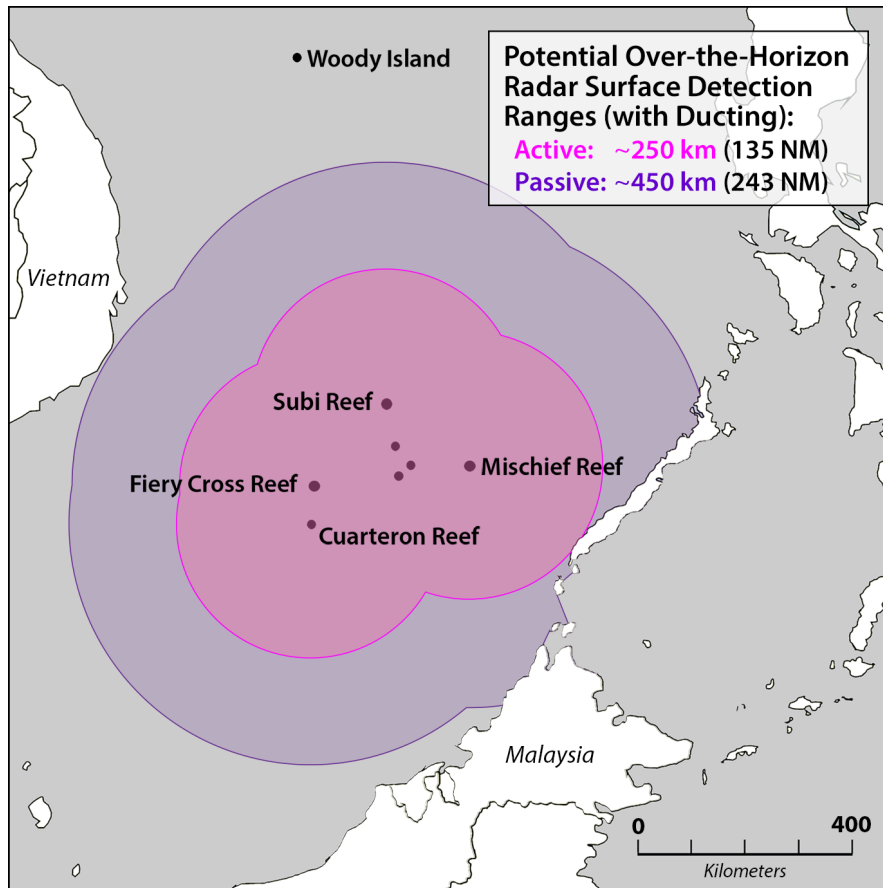 Woody Island
Potential Over-the-Horizon
Radar Surface Detection
Ranges (with Ducting):
Active: ~250 km (135 NM)
Passive: ~450 km (243 NM)
Vietnam
Subi Reef
Mischief Reef
Fiery Cross Reef
Cuarteron Reef
Malaysia
0 400
Kilometers